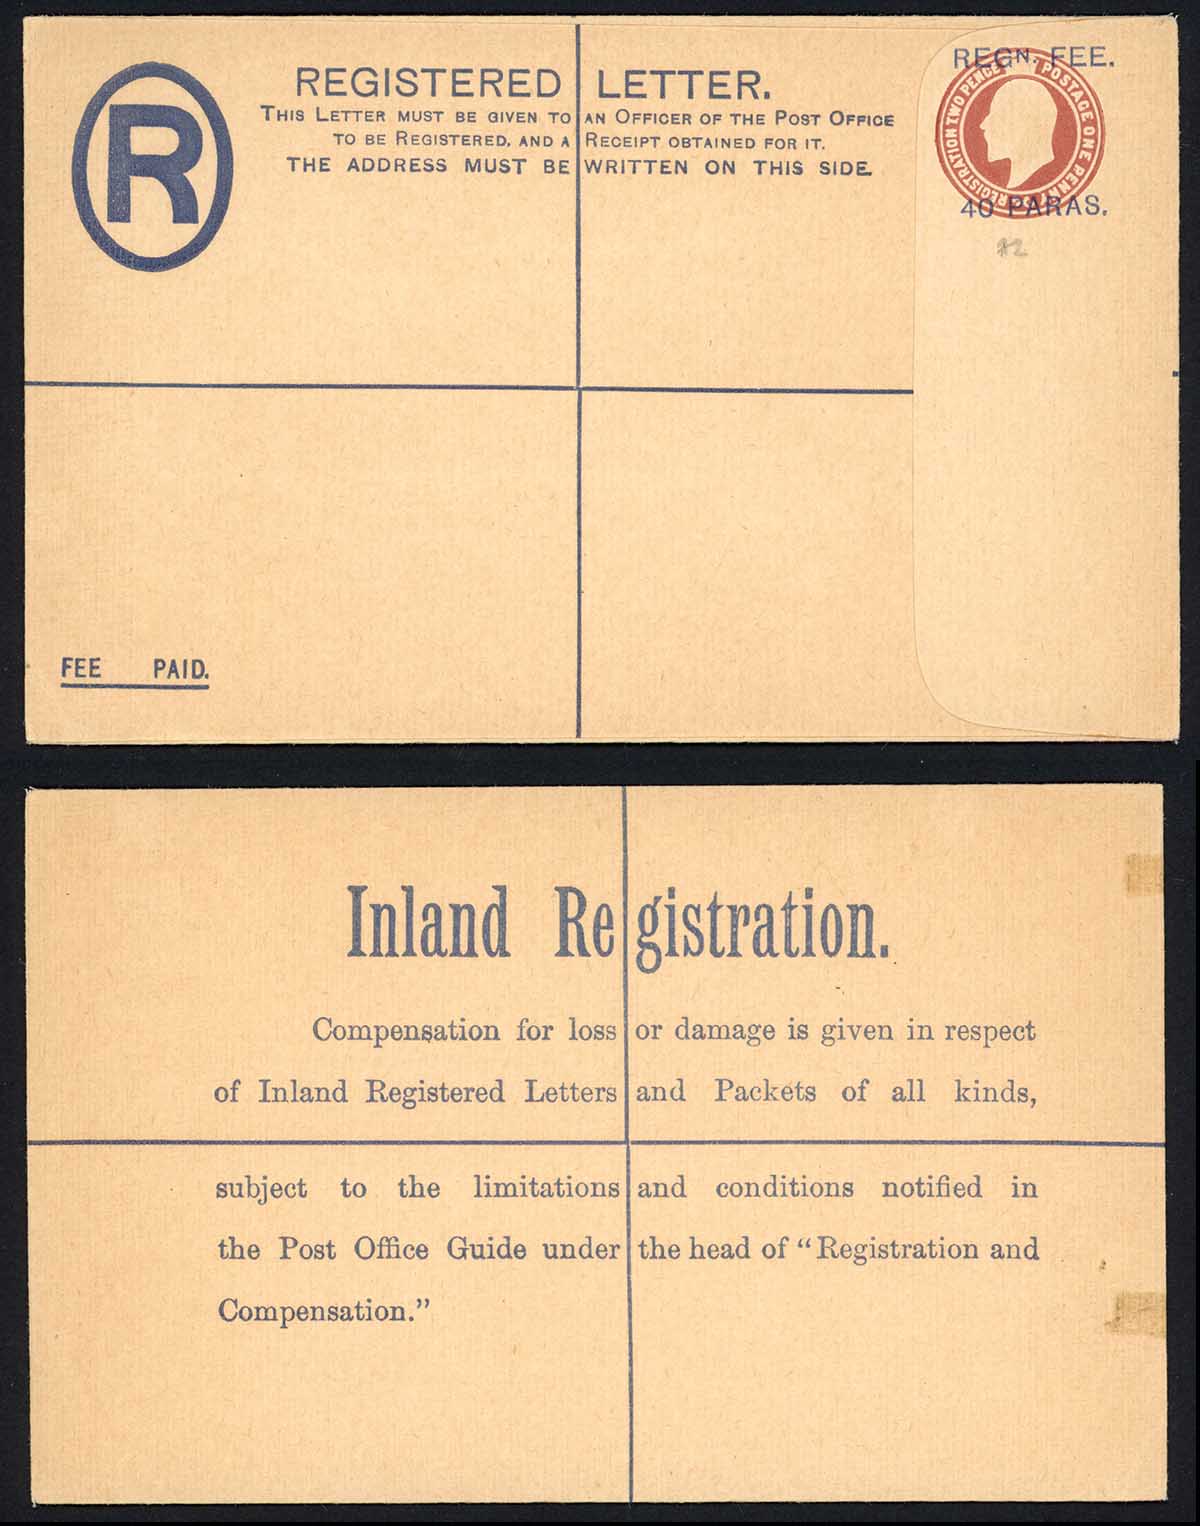 R
REGISTERED LETTER.
THIS LETTER MUST BE GIVEN TO AN OFFICER OF THE POST OFFICE
TO BE REGISTERED, AND A RECEIPT OBTAINED FOR IT.
THE ADDRESS MUST BE WRITTEN ON THIS SIDE.
REGN. FEE.
REGISTRATION TWO PENCE POSTAGE ONE PENNY
40 PARAS.
FEE PAID.
Inland Registration.
Compensation for loss or damage is given in respect
of Inland Registered Letters and Packets of all kinds,
subject to the limitations and conditions notified in
the Post Office Guide under the head of "Registration and
Compensation."